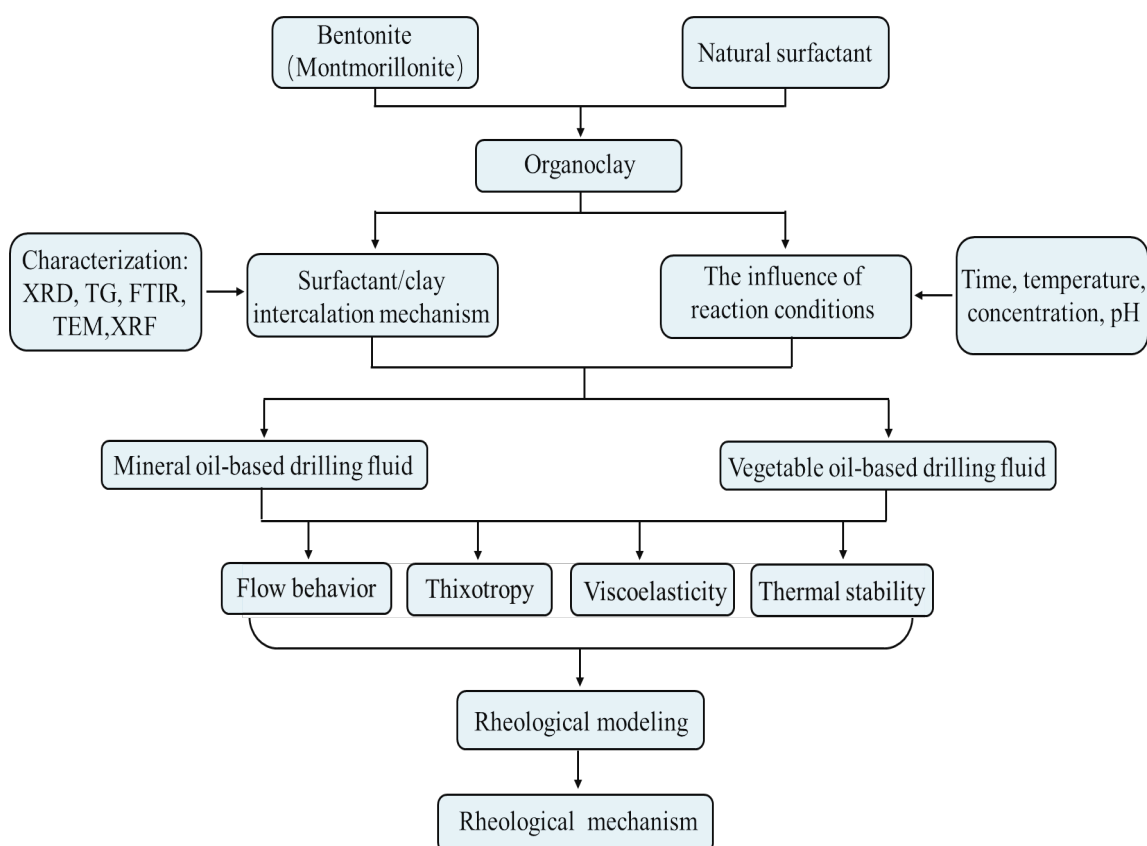 Bentonite
(Montmorillonite)
Natural surfactant
Organoclay
Characterization:
XRD, TG, FTIR,
TEM,XRF
Surfactant/clay
intercalation mechanism
The influence of
reaction conditions
Time, temperature,
concentration, pH
Mineral oil-based drilling fluid
Vegetable oil-based drilling fluid
Flow behavior
Thixotropy
Viscoelasticity
Thermal stability
Rheological modeling
Rheological mechanism